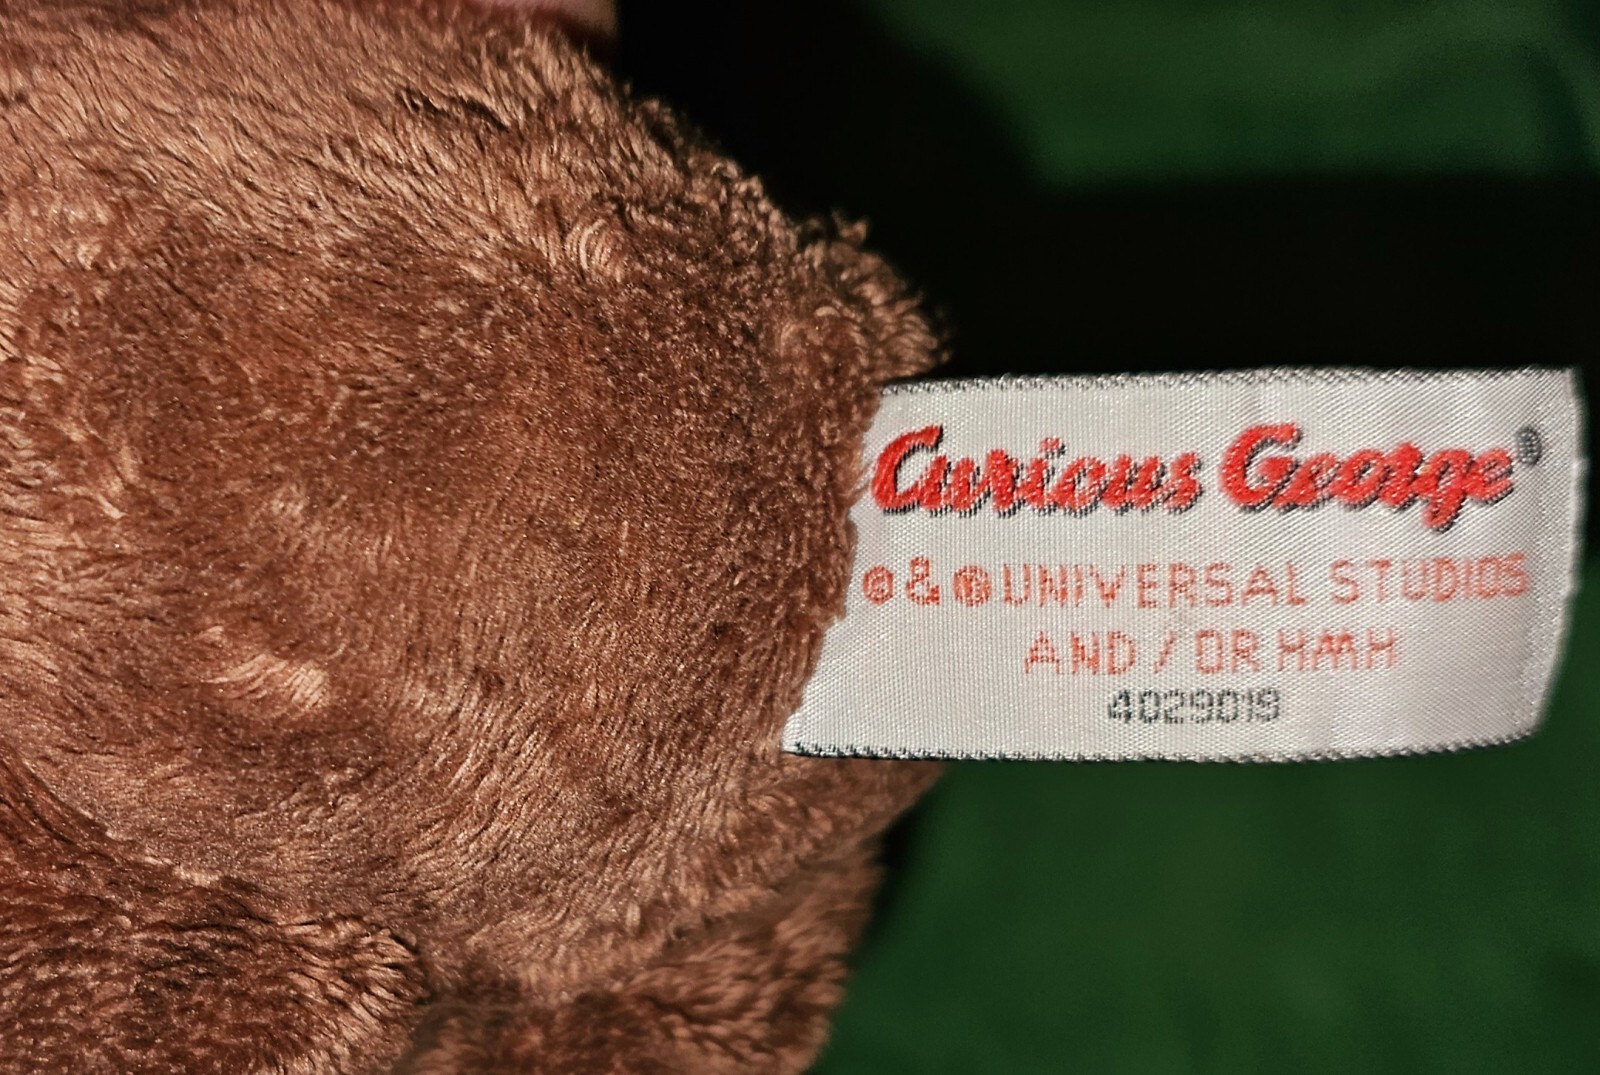 Curious George®
© & ® UNIVERSAL STUDIOS
AND / OR HMH
4029019